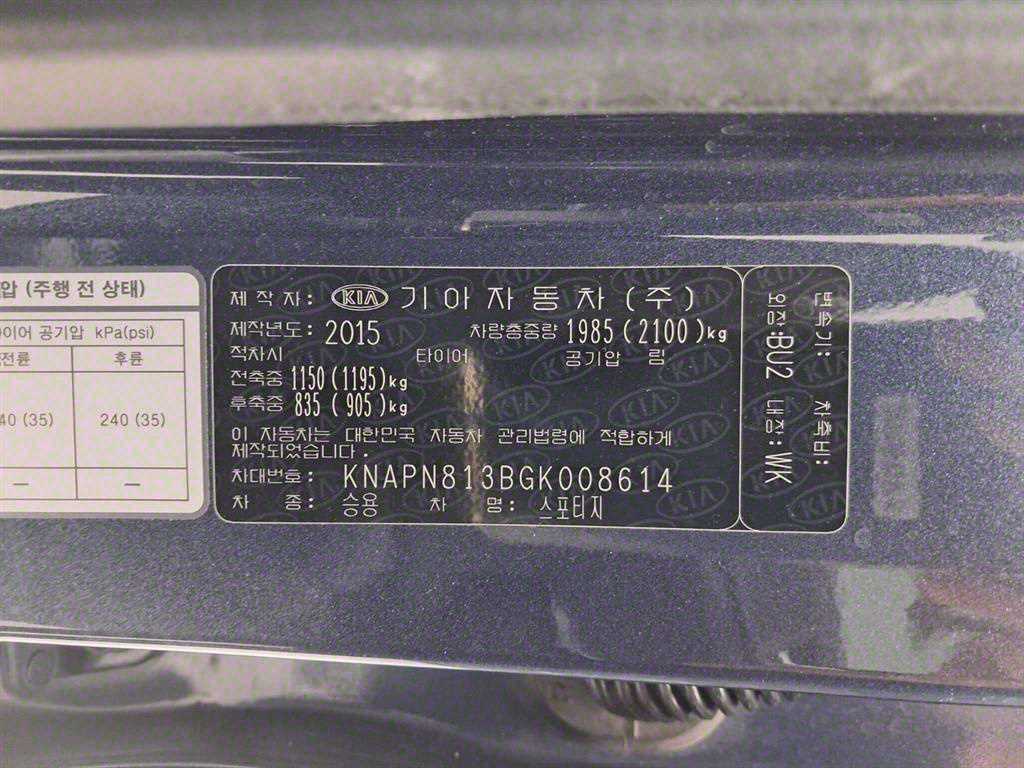 압 (주행 전 상태)
타이어 공기압 kPa(psi)
전륜 후륜
40 (35) 240 (35)
— —
제 작 자: KIA 기아자동차(주)
제작년도: 2015 차량총중량 1985(2100)kg
적차시 타이어 공기압 림
전축중 1150(1195)kg
후축중 835( 905)kg
이 자동차는 대한민국 자동차 관리법령에 적합하게
제작되었습니다.
차대번호: KNAPN813BGK008614
차 종: 승용 차 명: 스포티지
변속기: 차축비:
외장:BU2 내장:WK